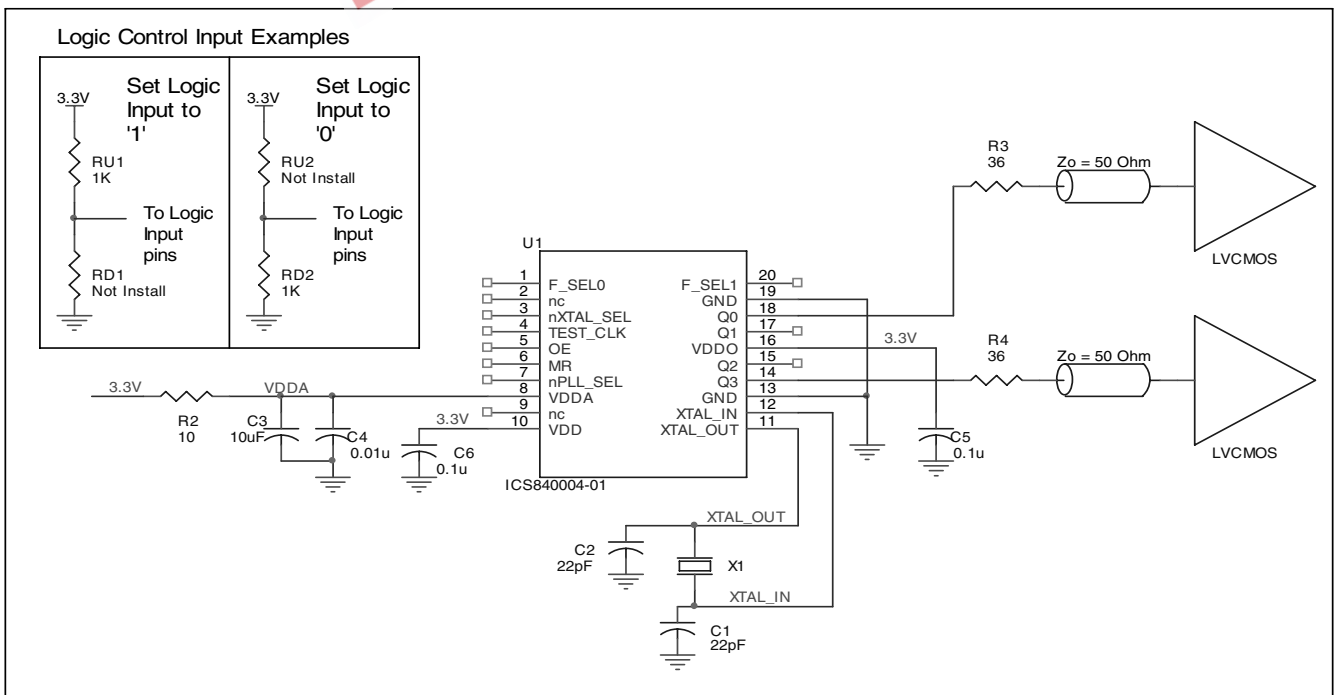 Logic Control Input Examples
3.3V
Set Logic
Input to
'1'
RU1
1K
To Logic
Input
pins
RD1
Not Install
3.3V
Set Logic
Input to
'0'
RU2
Not Install
To Logic
Input
pins
RD2
1K
3.3V
R2
10
VDDA
C3
10uF
C4
0.01u
3.3V
C6
0.1u
U1
1 F_SEL0
2 nc
3 nXTAL_SEL
4 TEST_CLK
5 OE
6 MR
7 nPLL_SEL
8 VDDA
9 nc
10 VDD
F_SEL1 20
GND 19
Q0 18
Q1 17
VDDO 16
Q2 15
Q3 14
GND 13
XTAL_IN 12
XTAL_OUT 11
ICS840004-01
3.3V
C5
0.1u
R3
36
Zo = 50 Ohm
LVCMOS
R4
36
Zo = 50 Ohm
LVCMOS
XTAL_OUT
C2
22pF
X1
XTAL_IN
C1
22pF